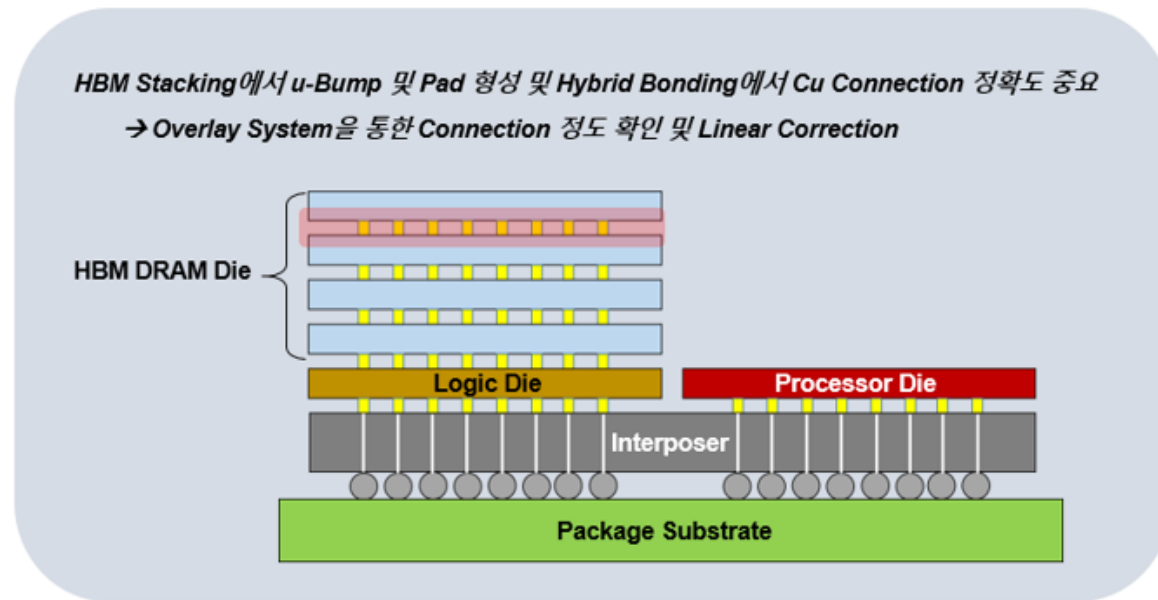 HBM Stacking에서 u-Bump 및 Pad 형성 및 Hybrid Bonding에서 Cu Connection 정확도 중요
→ Overlay System을 통한 Connection 정도 확인 및 Linear Correction
HBM DRAM Die
Logic Die
Processor Die
Interposer
Package Substrate